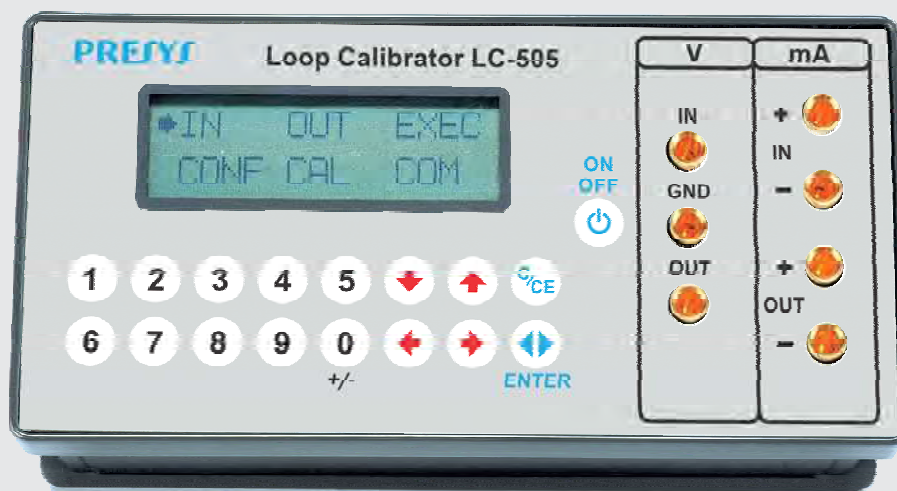 PRESYS Loop Calibrator LC-505
IN OUT EXEC
CONF CAL COM
ON
OFF
1 2 3 4 5 C/CE
6 7 8 9 0
+/-
ENTER
V
IN
GND
OUT
mA
+
IN
-
+
OUT
-